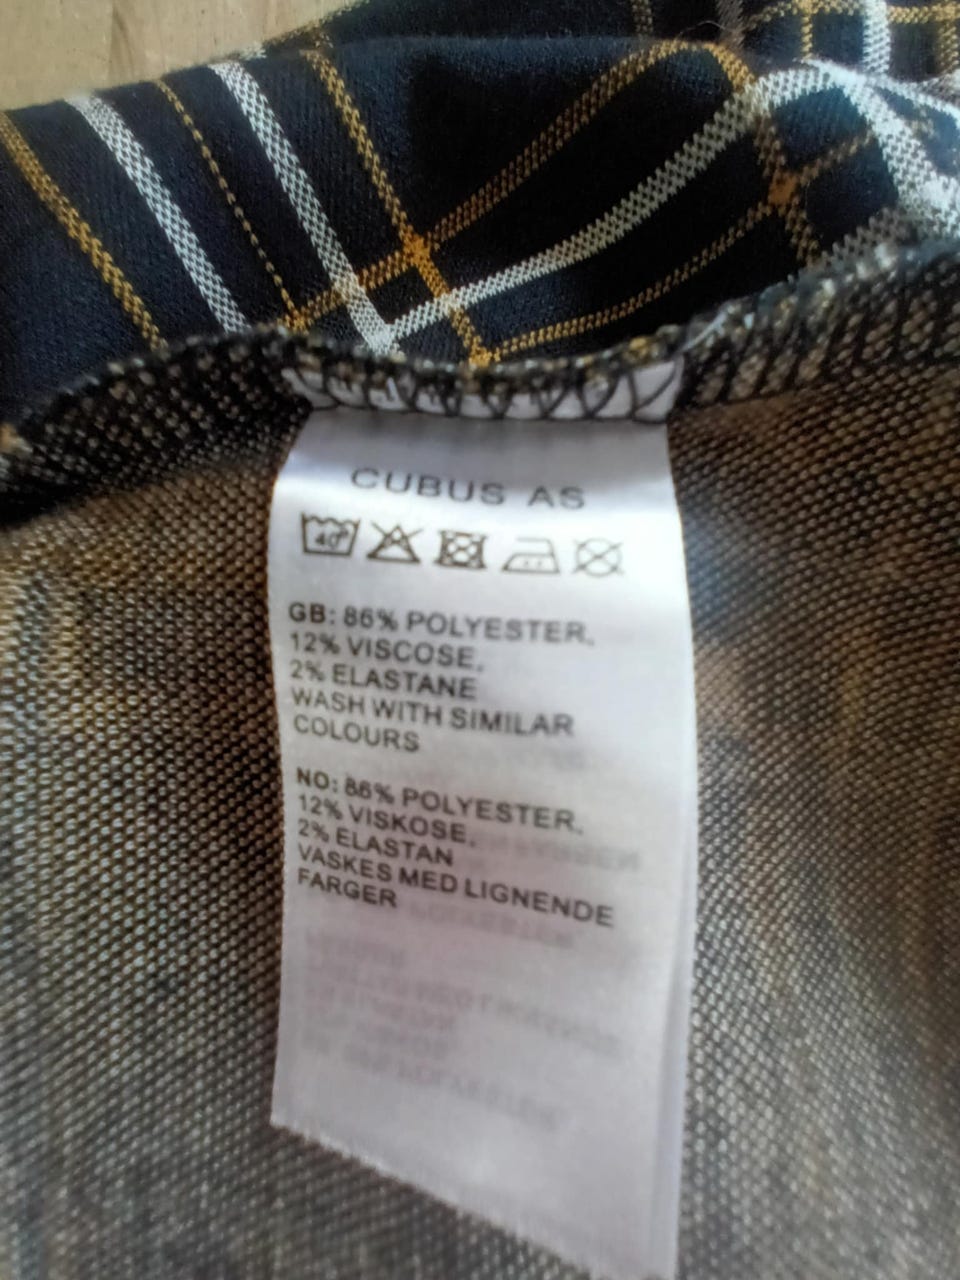 CUBUS AS
40°
GB: 86% POLYESTER,
12% VISCOSE,
2% ELASTANE
WASH WITH SIMILAR
COLOURS
NO: 86% POLYESTER,
12% VISKOSE,
2% ELASTAN
VASKES MED LIGNENDE
FARGER